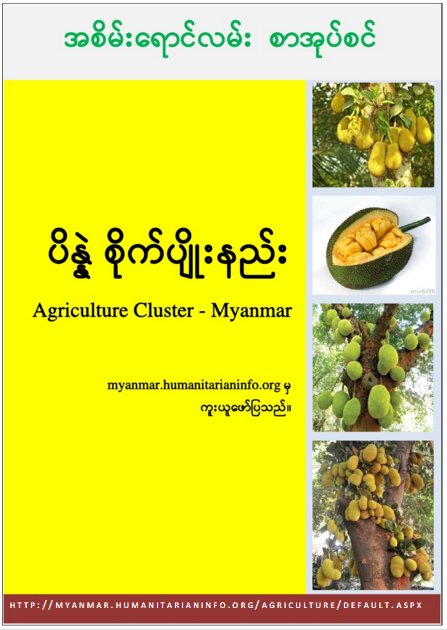 အစိမ်းရောင်လမ်း စာအုပ်စင်
ပိန္နဲ စိုက်ပျိုးနည်း
Agriculture Cluster - Myanmar
myanmar.humanitarianinfo.org မှ
ကူးယူဖော်ပြသည်။
HTTP://MYANMAR.HUMANITARIANINFO.ORG/AGRICULTURE/DEFAULT.ASPX